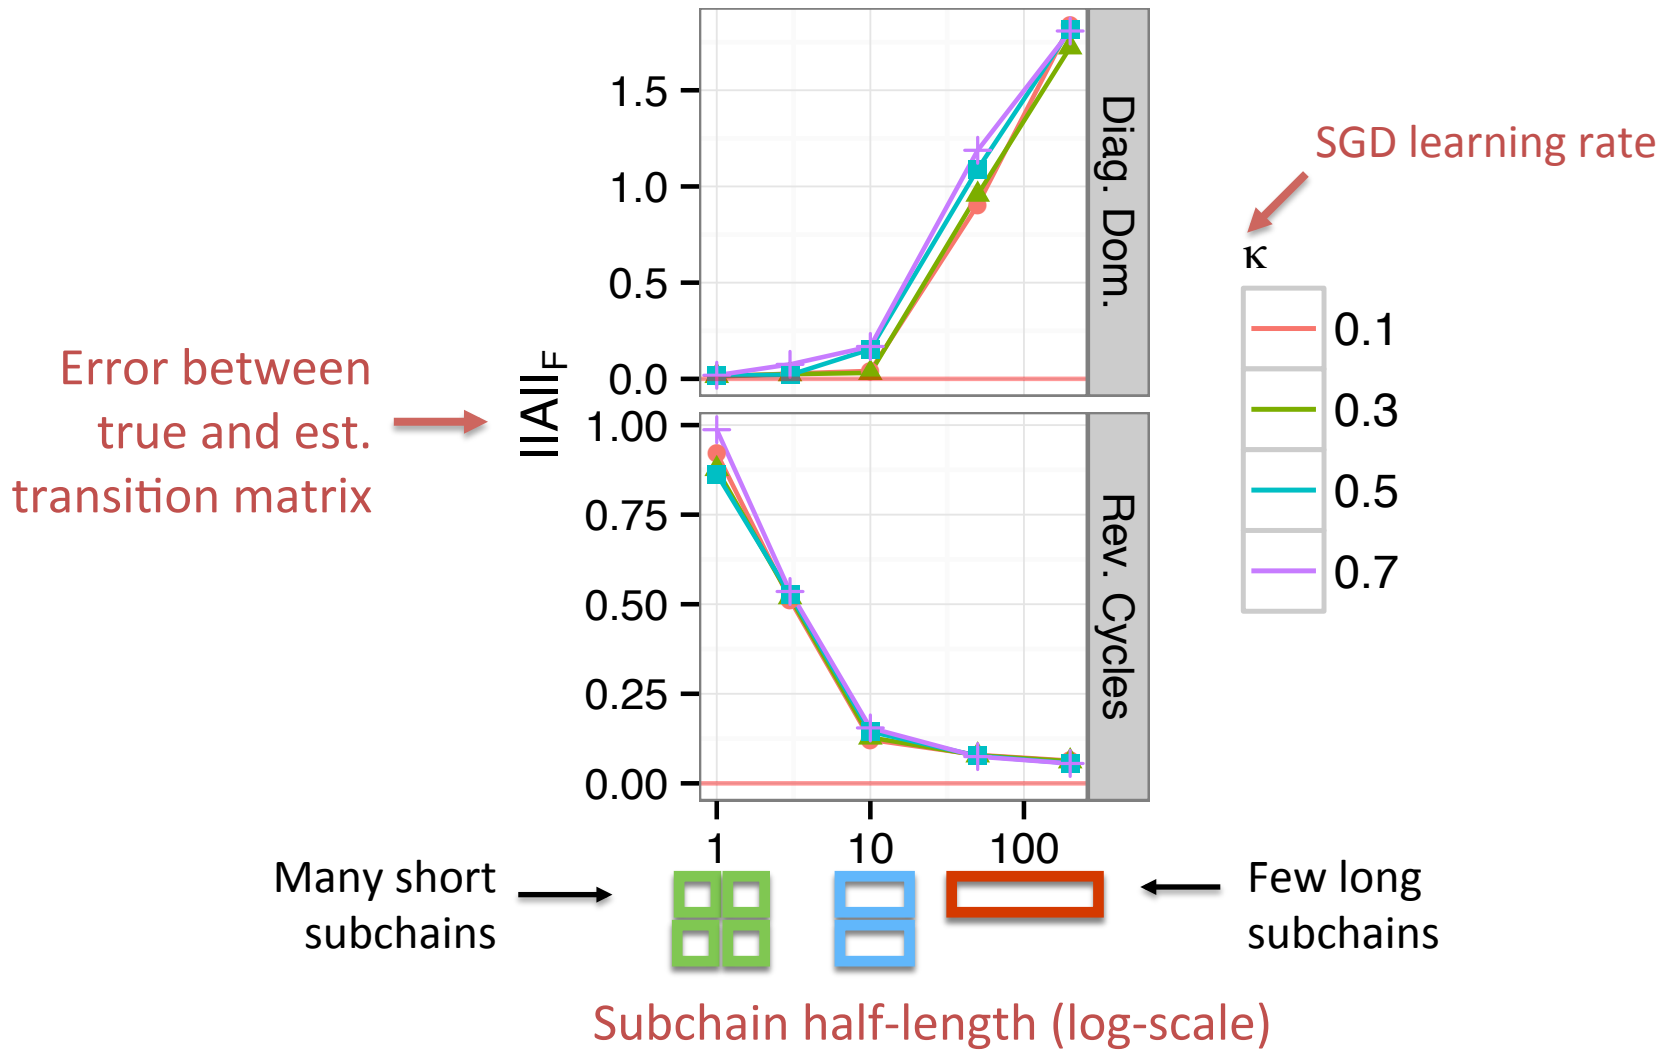 1.5
1.0
0.5
0.0
Diag. Dom.
SGD learning rate
κ
0.1
0.3
0.5
0.7
Error between
true and est.
transition matrix
||A||F
1.00
0.75
0.50
0.25
0.00
Rev. Cycles
1 10 100
Many short
subchains
Few long
subchains
Subchain half-length (log-scale)